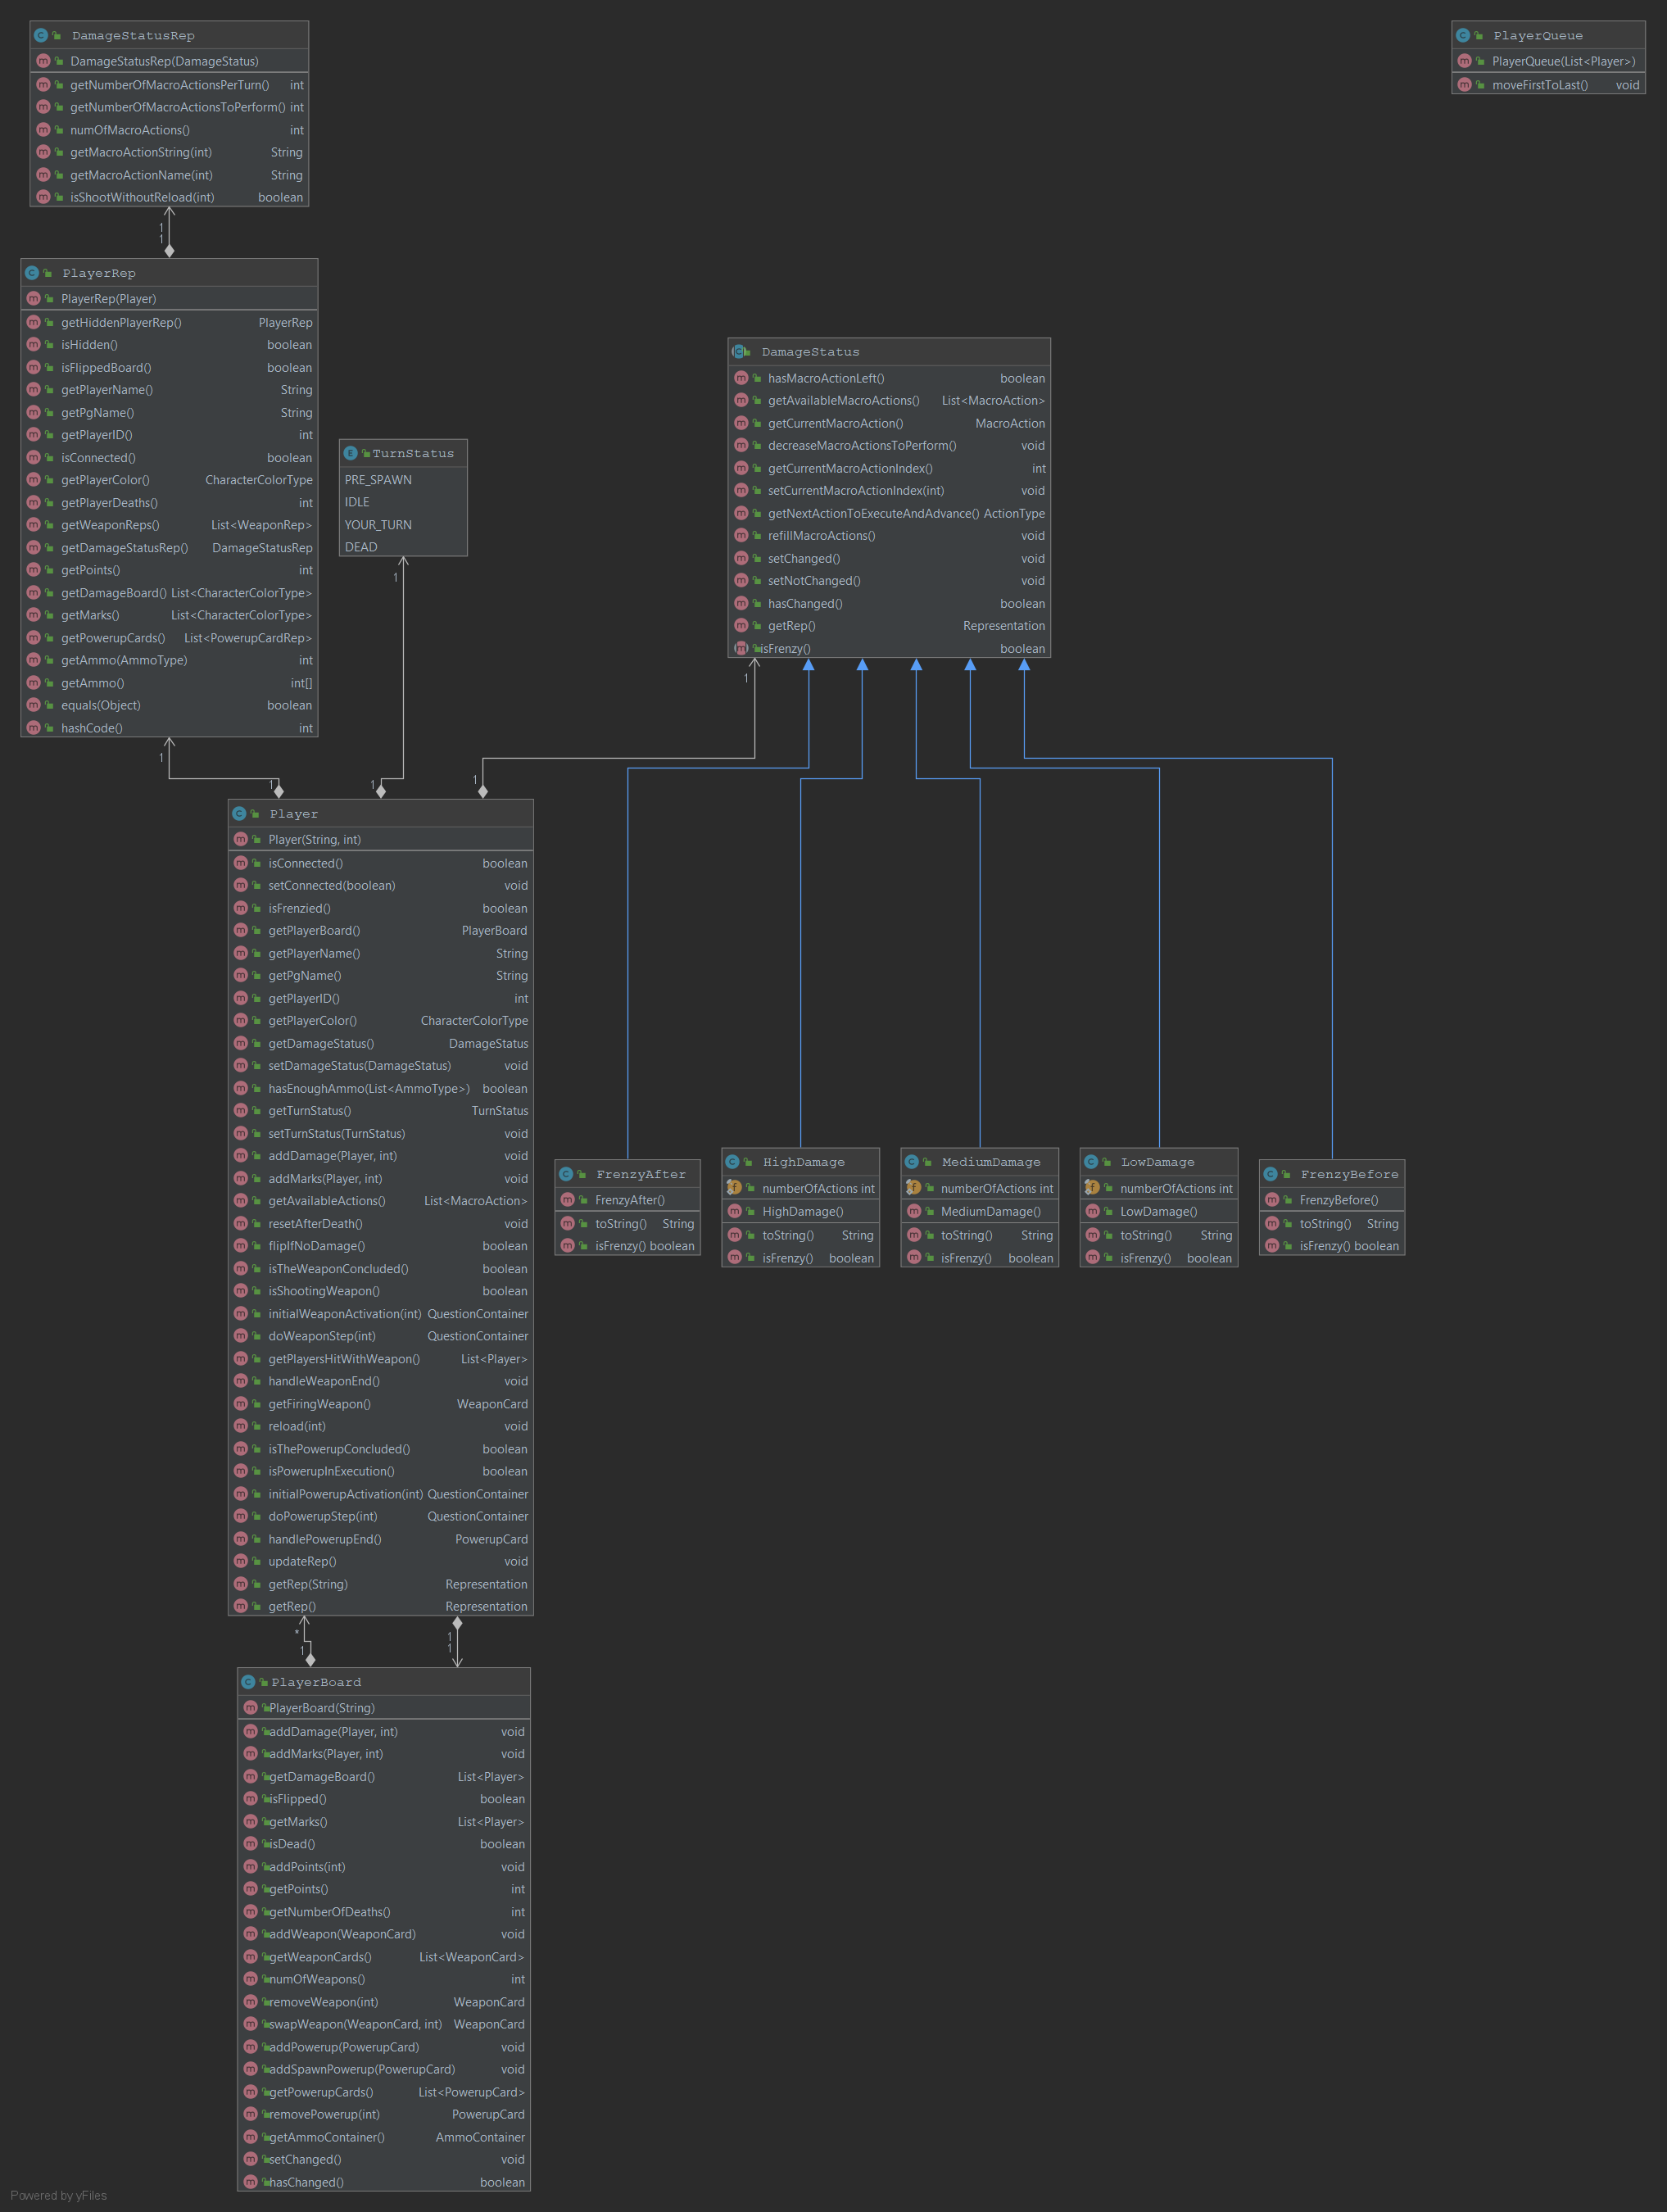 DamageStatusRep
DamageStatusRep(DamageStatus)
getNumberOfMacroActionsPerTurn() int
getNumberOfMacroActionsToPerform() int
numOfMacroActions() int
getMacroActionString(int) String
getMacroActionName(int) String
isShootWithoutReload(int) boolean
1
1
PlayerQueue
PlayerQueue(List<Player>)
moveFirstToLast() void
PlayerRep
PlayerRep(Player)
getHiddenPlayerRep() PlayerRep
isHidden() boolean
isFlippedBoard() boolean
getPlayerName() String
getPgName() String
getPlayerID() int
isConnected() boolean
getPlayerColor() CharacterColorType
getPlayerDeaths() int
getWeaponReps() List<WeaponRep>
getDamageStatusRep() DamageStatusRep
getPoints() int
getDamageBoard() List<CharacterColorType>
getMarks() List<CharacterColorType>
getPowerupCards() List<PowerupCardRep>
getAmmo(AmmoType) int
getAmmo() int[]
equals(Object) boolean
hashCode() int
1
1
TurnStatus
PRE_SPAWN
IDLE
YOUR_TURN
DEAD
1
1
DamageStatus
hasMacroActionLeft() boolean
getAvailableMacroActions() List<MacroAction>
getCurrentMacroAction() MacroAction
decreaseMacroActionsToPerform() void
getCurrentMacroActionIndex() int
setCurrentMacroActionIndex(int) void
getNextActionToExecuteAndAdvance() ActionType
refillMacroActions() void
setChanged() void
setNotChanged() void
hasChanged() boolean
getRep() Representation
isFrenzy() boolean
1
1
Player
Player(String, int)
isConnected() boolean
setConnected(boolean) void
isFrenzied() boolean
getPlayerBoard() PlayerBoard
getPlayerName() String
getPgName() String
getPlayerID() int
getPlayerColor() CharacterColorType
getDamageStatus() DamageStatus
setDamageStatus(DamageStatus) void
hasEnoughAmmo(List<AmmoType>) boolean
getTurnStatus() TurnStatus
setTurnStatus(TurnStatus) void
addDamage(Player, int) void
addMarks(Player, int) void
getAvailableActions() List<MacroAction>
resetAfterDeath() void
flipIfNoDamage() boolean
isTheWeaponConcluded() boolean
isShootingWeapon() boolean
initialWeaponActivation(int) QuestionContainer
doWeaponStep(int) QuestionContainer
getPlayersHitWithWeapon() List<Player>
handleWeaponEnd() void
getFiringWeapon() WeaponCard
reload(int) void
isThePowerupConcluded() boolean
isPowerupInExecution() boolean
initialPowerupActivation(int) QuestionContainer
doPowerupStep(int) QuestionContainer
handlePowerupEnd() PowerupCard
updateRep() void
getRep(String) Representation
getRep() Representation
FrenzyAfter
FrenzyAfter()
toString() String
isFrenzy() boolean
HighDamage
numberOfActions int
HighDamage()
toString() String
isFrenzy() boolean
MediumDamage
numberOfActions int
MediumDamage()
toString() String
isFrenzy() boolean
LowDamage
numberOfActions int
LowDamage()
toString() String
isFrenzy() boolean
FrenzyBefore
FrenzyBefore()
toString() String
isFrenzy() boolean
*
1
1
1
PlayerBoard
PlayerBoard(String)
addDamage(Player, int) void
addMarks(Player, int) void
getDamageBoard() List<Player>
isFlipped() boolean
getMarks() List<Player>
isDead() boolean
addPoints(int) void
getPoints() int
getNumberOfDeaths() int
addWeapon(WeaponCard) void
getWeaponCards() List<WeaponCard>
numOfWeapons() int
removeWeapon(int) WeaponCard
swapWeapon(WeaponCard, int) WeaponCard
addPowerup(PowerupCard) void
addSpawnPowerup(PowerupCard) void
getPowerupCards() List<PowerupCard>
removePowerup(int) PowerupCard
getAmmoContainer() AmmoContainer
setChanged() void
hasChanged() boolean
Powered by yFiles